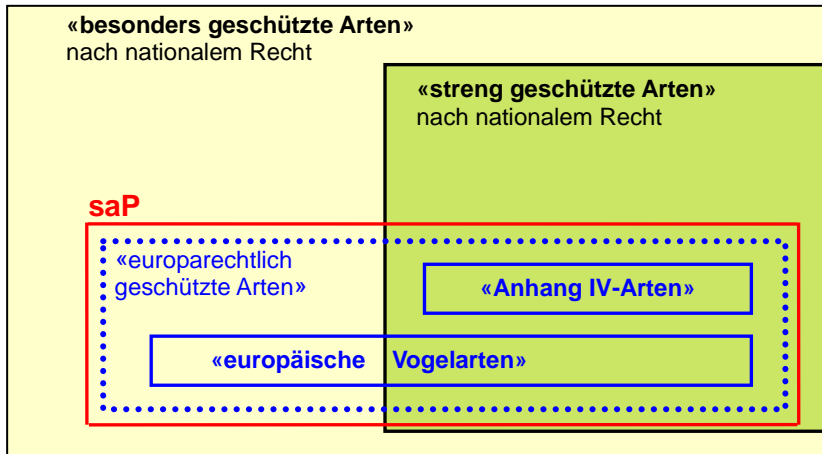 «besonders geschützte Arten»
nach nationalem Recht
«streng geschützte Arten»
nach nationalem Recht
saP
«europarechtlich
geschützte Arten»
«Anhang IV-Arten»
«europäische Vogelarten»